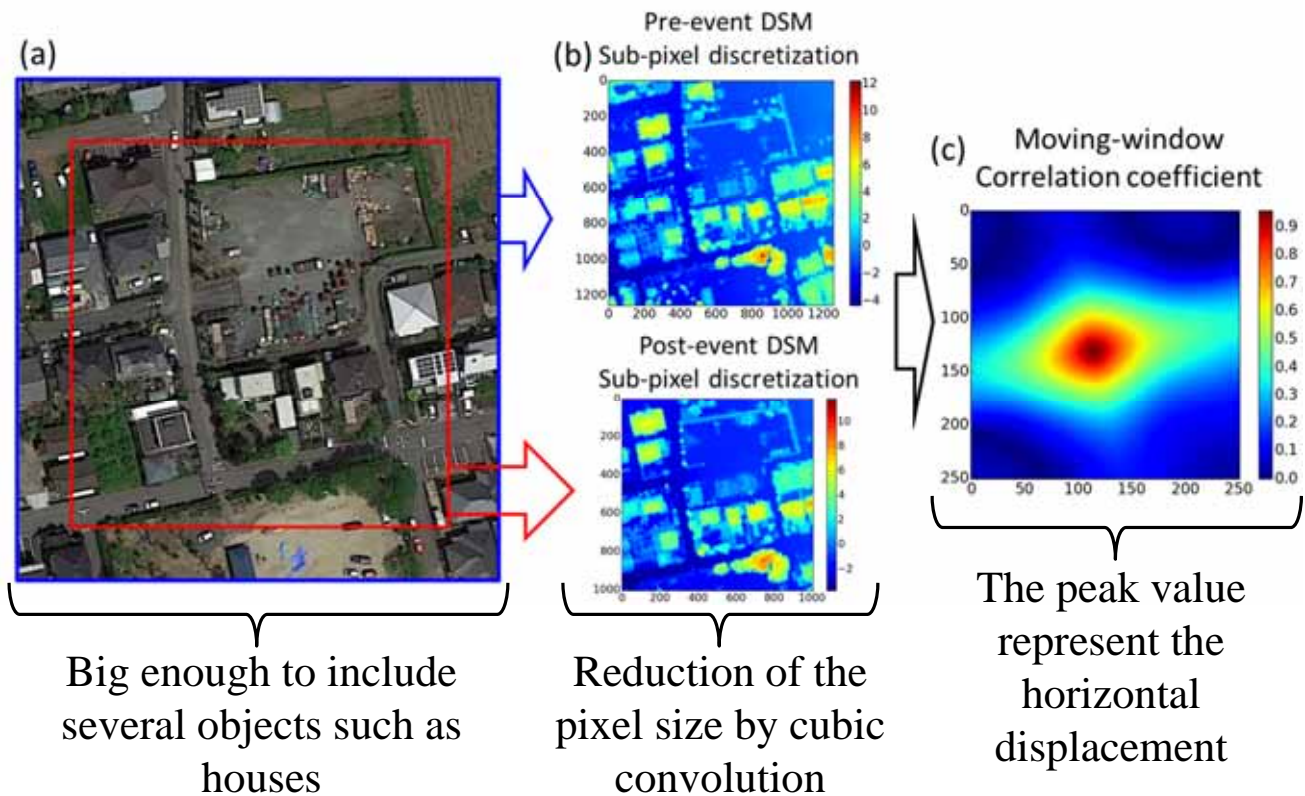 (a)
Pre-event DSM
(b) Sub-pixel discretization
0
200
400
600
800
1000
1200
0 200 400 600 800 1000 1200
12
10
8
6
4
2
0
−2
−4
Post-event DSM
Sub-pixel discretization
0
200
400
600
800
1000
0 200 400 600 800 1000
10
8
6
4
2
0
−2
(c) Moving-window
Correlation coefficient
0
50
100
150
200
250
0 50 100 150 200 250
0.9
0.8
0.7
0.6
0.5
0.4
0.3
0.2
0.1
0.0
Big enough to include
several objects such as
houses
Reduction of the
pixel size by cubic
convolution
The peak value
represent the
horizontal
displacement